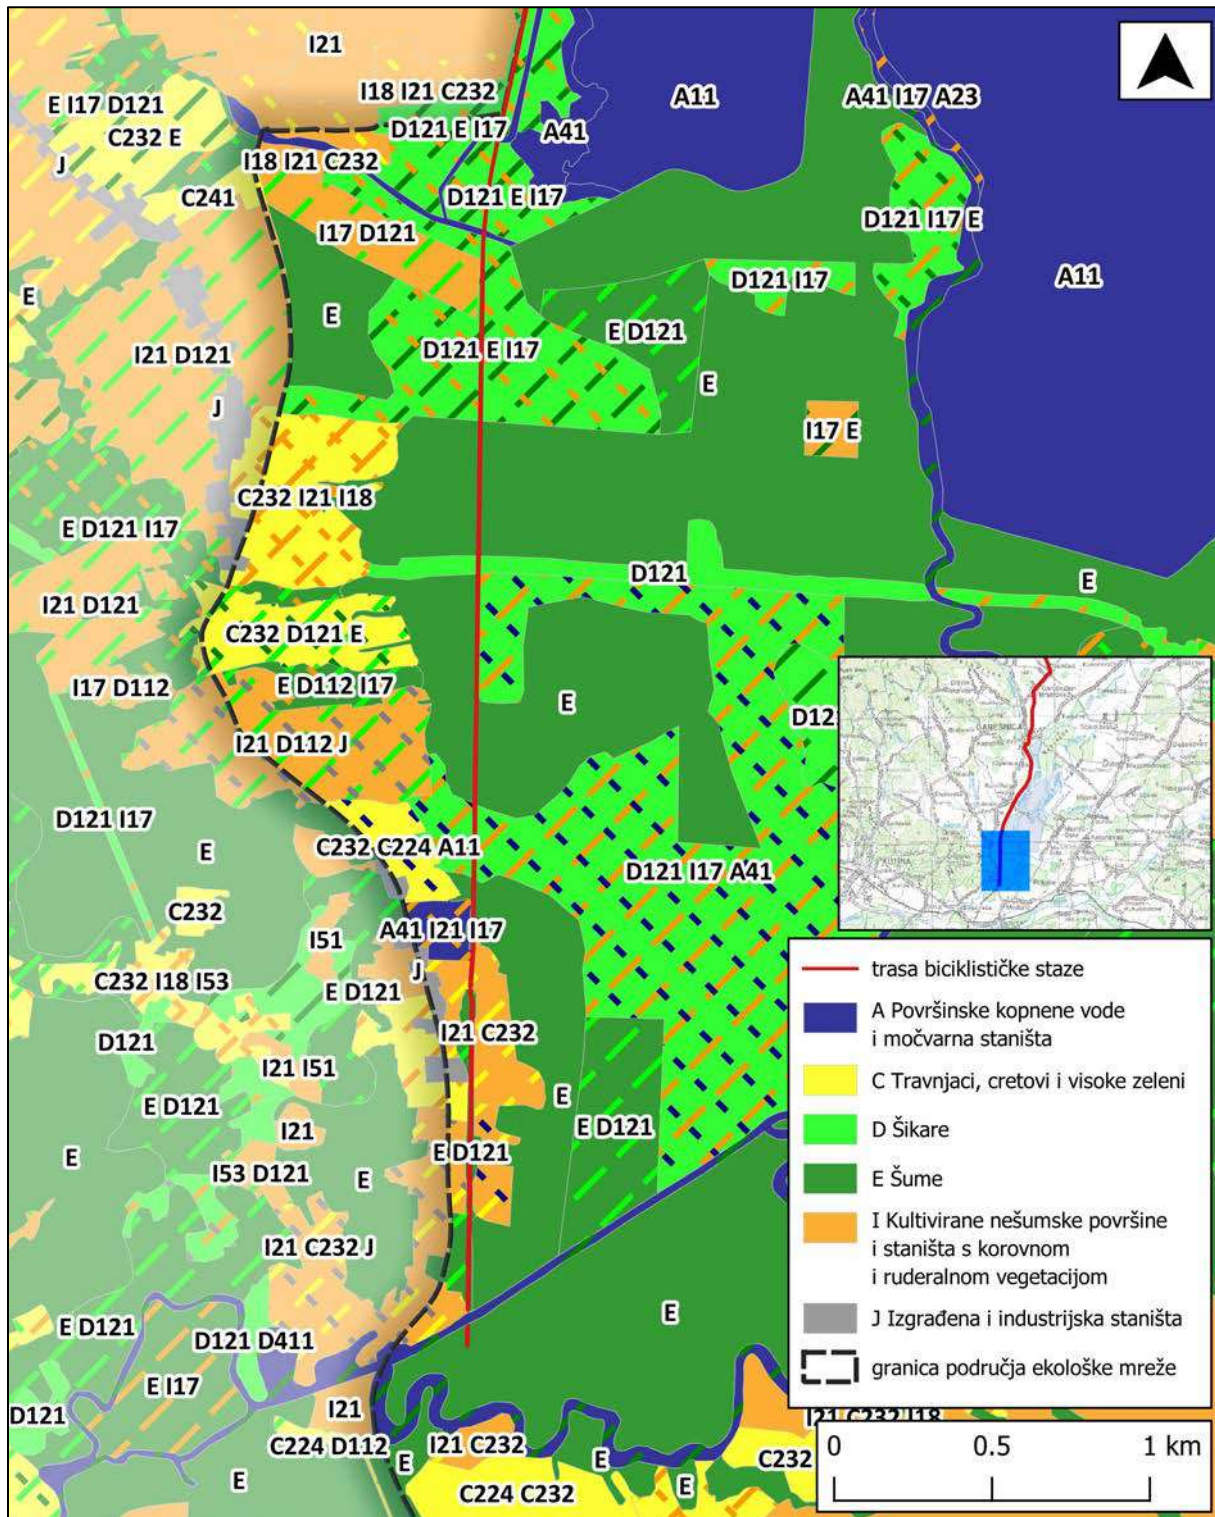 I21
I18 I21 C232
A11
A41 I17 A23
E I17 D121
C232 E
D121 E I17
A41
J
I18 I21 C232
C241
D121 E I17
I17 D121
D121 I17 E
E
E
D121 I17
A11
I21 D121
D121 E I17
E D121
E
J
I17 E
C232 I21 I18
E D121 I17
D121
E
I21 D121
C232 D121 E
I17 D112
E D112 I17
E
I21 D112 J
D121 I17
E
C232 C224 A11
D121 I17 A41
C232
A41 I21 I17
I51
J
C232 I18 I53
E D121
D121
I21 C232
I21 I51
E D121
E
I21
E D121
E
E D121
I53 D121
E
I21 C232 J
E
E D121
D121 D411
E I17
D121
I21
I21 C232
C224 D112
E
E
E
E
C224 C232
C232
I21 C232 I18
trasa biciklističke staze
A Površinske kopnene vode
i močvarna staništa
C Travnjaci, cretovi i visoke zeleni
D Šikare
E Šume
I Kultivirane nešumske površine
i staništa s korovnom
i ruderalnom vegetacijom
J Izgrađena i industrijska staništa
granica područja ekološke mreže
0 0.5 1 km